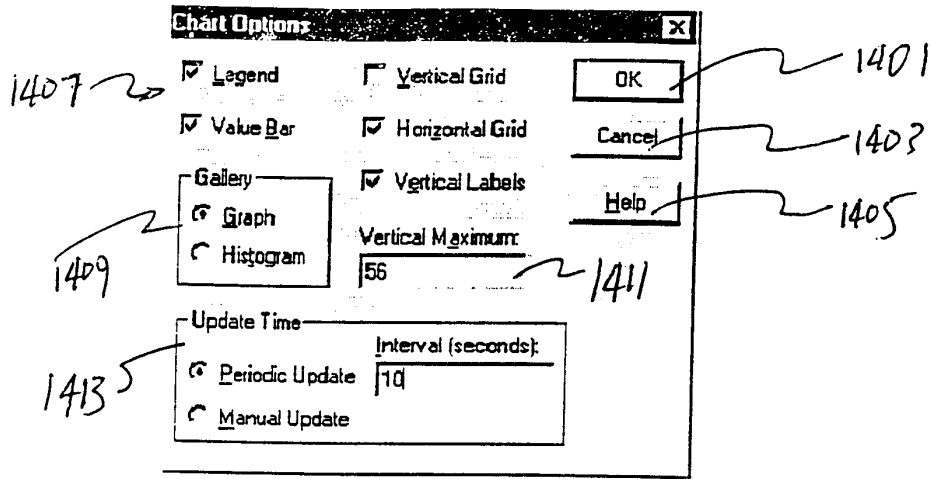 Chart Options
Legend
Vertical Grid
OK
1401
1407
Value Bar
Horizontal Grid
Cancel
1403
Gallery
Vertical Labels
Help
1405
Graph
Histogram
Vertical Maximum:
56
1409
1411
Update Time
Interval (seconds):
Periodic Update
10
1413
Manual Update